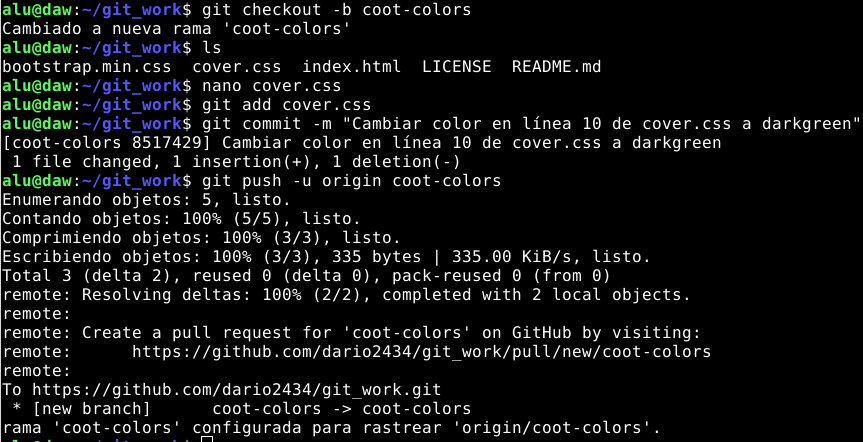 alu@daw:~/git_work$ git checkout -b coot-colors
Cambiado a nueva rama 'coot-colors'
alu@daw:~/git_work$ ls
bootstrap.min.css  cover.css  index.html  LICENSE  README.md
alu@daw:~/git_work$ nano cover.css
alu@daw:~/git_work$ git add cover.css
alu@daw:~/git_work$ git commit -m "Cambiar color en línea 10 de cover.css a darkgreen"
[coot-colors 8517429] Cambiar color en línea 10 de cover.css a darkgreen
 1 file changed, 1 insertion(+), 1 deletion(-)
alu@daw:~/git_work$ git push -u origin coot-colors
Enumerando objetos: 5, listo.
Contando objetos: 100% (5/5), listo.
Comprimiendo objetos: 100% (3/3), listo.
Escribiendo objetos: 100% (3/3), 335 bytes | 335.00 KiB/s, listo.
Total 3 (delta 2), reused 0 (delta 0), pack-reused 0 (from 0)
remote: Resolving deltas: 100% (2/2), completed with 2 local objects.
remote:
remote: Create a pull request for 'coot-colors' on GitHub by visiting:
remote:      https://github.com/dario2434/git_work/pull/new/coot-colors
remote:
To https://github.com/dario2434/git_work.git
 * [new branch]      coot-colors -> coot-colors
rama 'coot-colors' configurada para rastrear 'origin/coot-colors'.